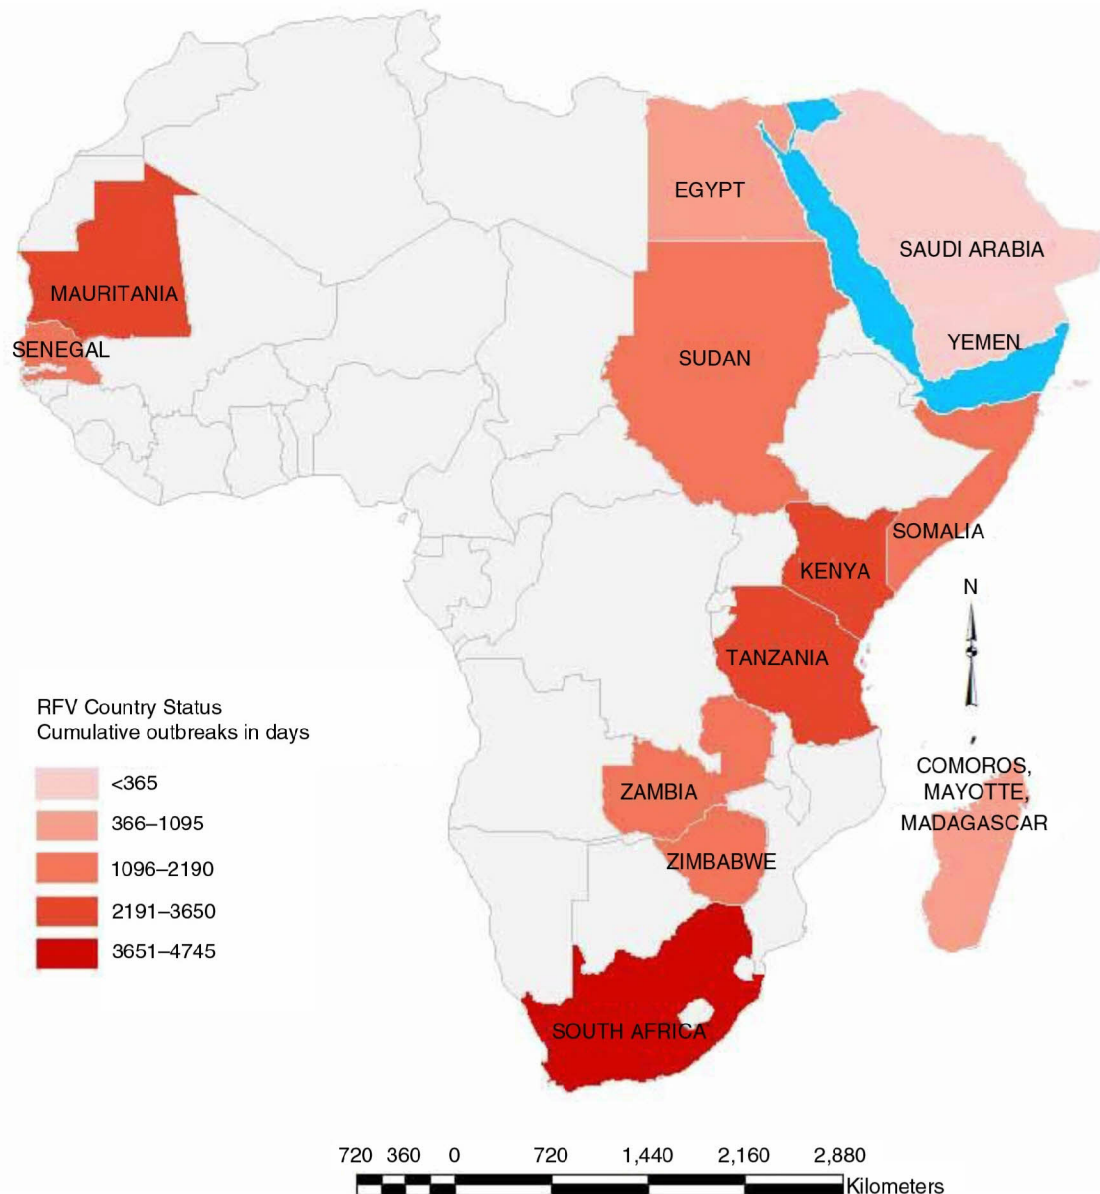 EGYPT
SAUDI ARABIA
MAURITANIA
YEMEN
SENEGAL
SUDAN
SOMALIA
KENYA
N
TANZANIA
RFV Country Status
Cumulative outbreaks in days
<365
366–1095
1096–2190
2191–3650
3651–4745
COMOROS,
MAYOTTE,
MADAGASCAR
ZAMBIA
ZIMBABWE
SOUTH AFRICA
720 360 0 720 1,440 2,160 2,880
Kilometers